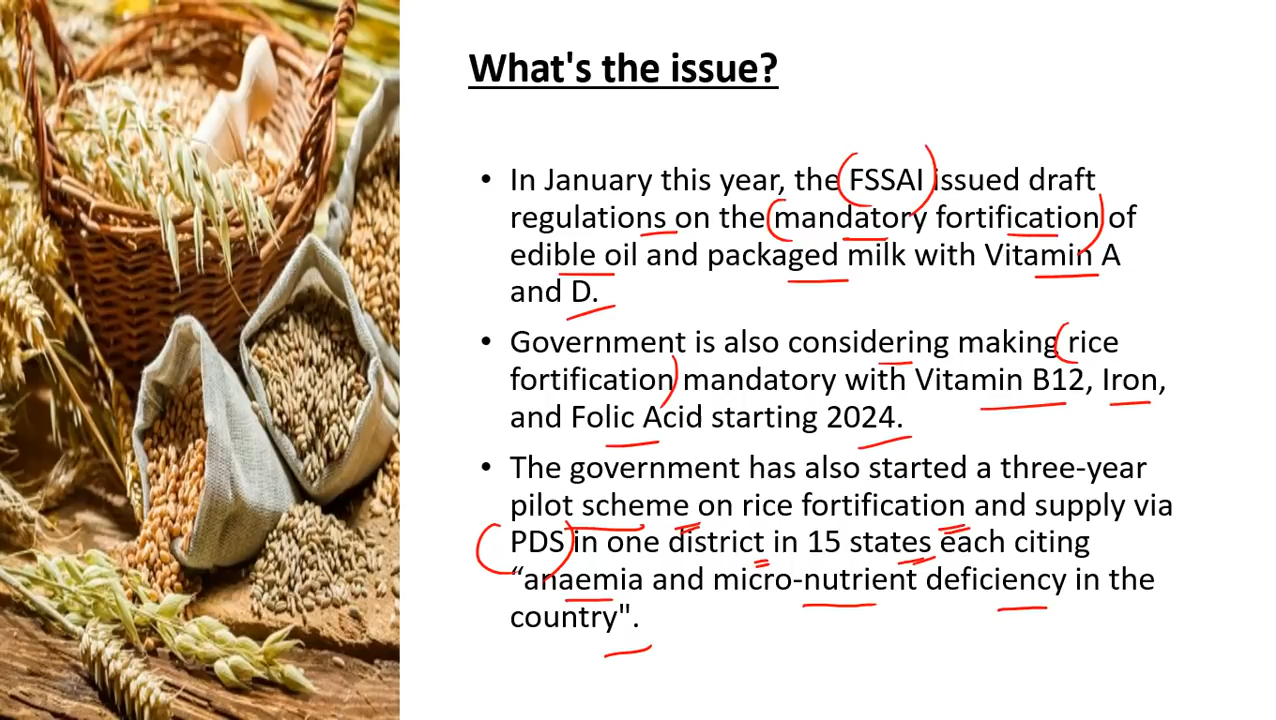 What's the issue?
• In January this year, the FSSAI issued draft
regulations on the mandatory fortification of
edible oil and packaged milk with Vitamin A
and D.
• Government is also considering making rice
fortification mandatory with Vitamin B12, Iron,
and Folic Acid starting 2024.
• The government has also started a three-year
pilot scheme on rice fortification and supply via
PDS in one district in 15 states each citing
“anaemia and micro-nutrient deficiency in the
country".